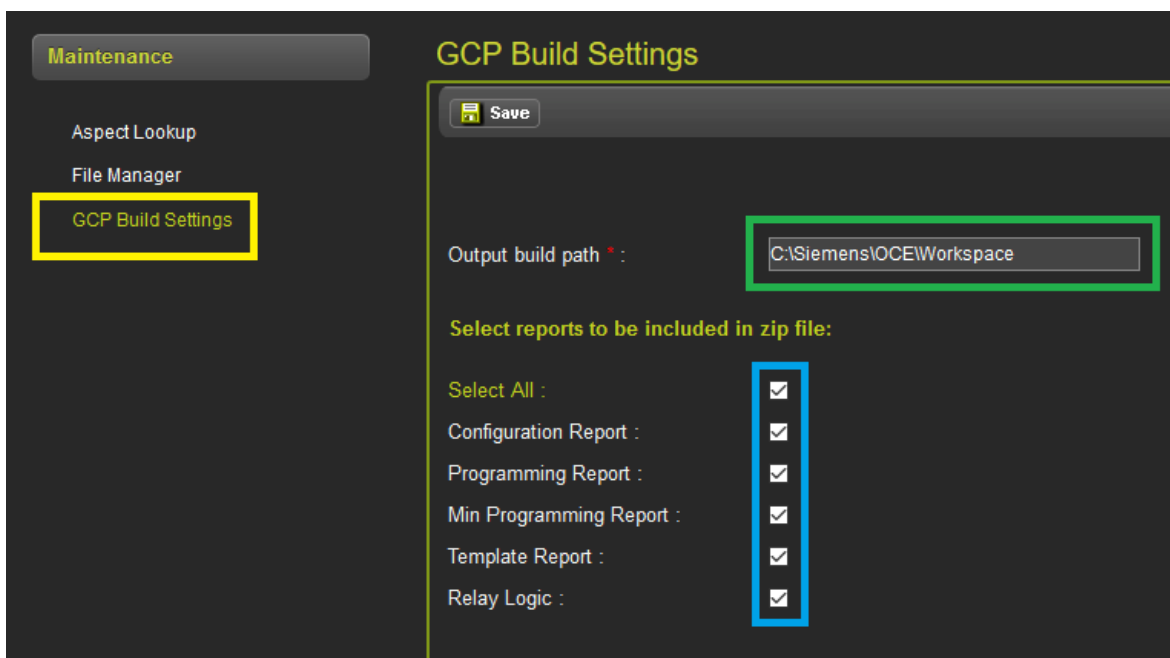 Maintenance
Aspect Lookup
File Manager
GCP Build Settings
GCP Build Settings
Save
Output build path * :
C:\Siemens\OCE\Workspace
Select reports to be included in zip file:
Select All :
Configuration Report :
Programming Report :
Min Programming Report :
Template Report :
Relay Logic :